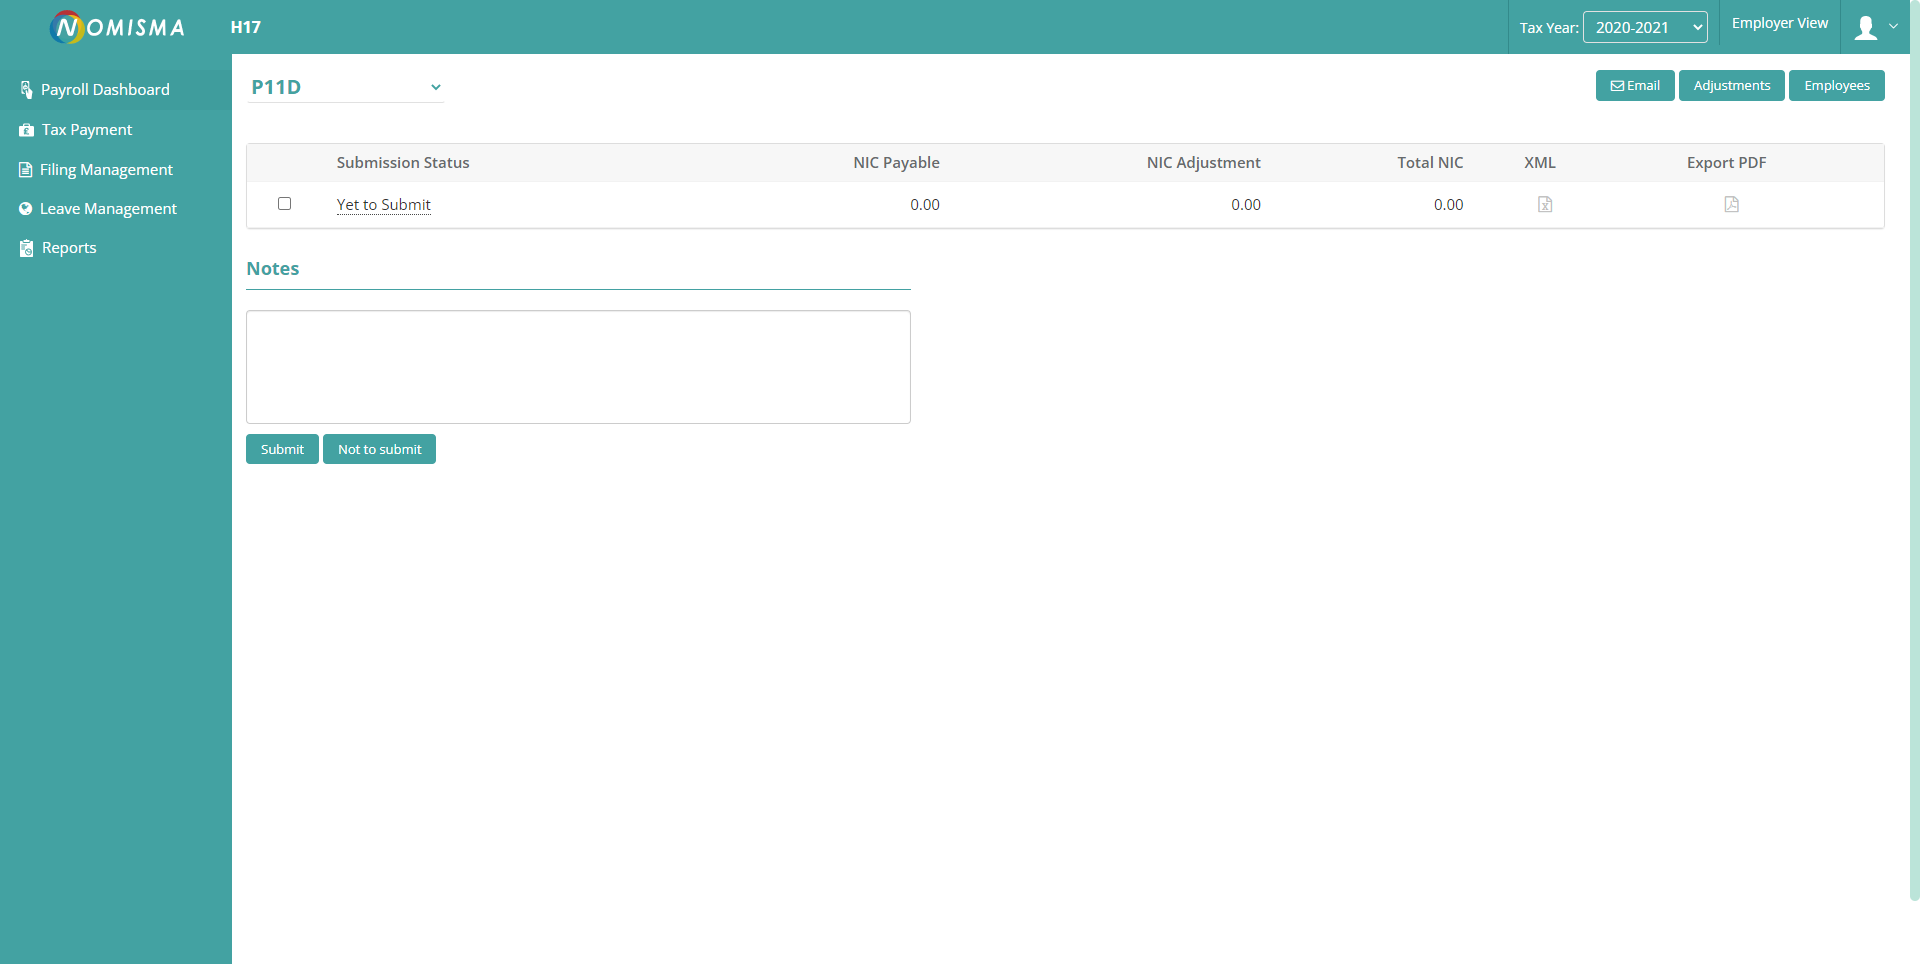 NOMISMA
H17
Tax Year: 2020-2021
Employer View
Payroll Dashboard
Tax Payment
Filing Management
Leave Management
Reports
P11D
Email
Adjustments
Employees
Submission Status NIC Payable NIC Adjustment Total NIC XML Export PDF
Yet to Submit 0.00 0.00 0.00
Notes
Submit
Not to submit